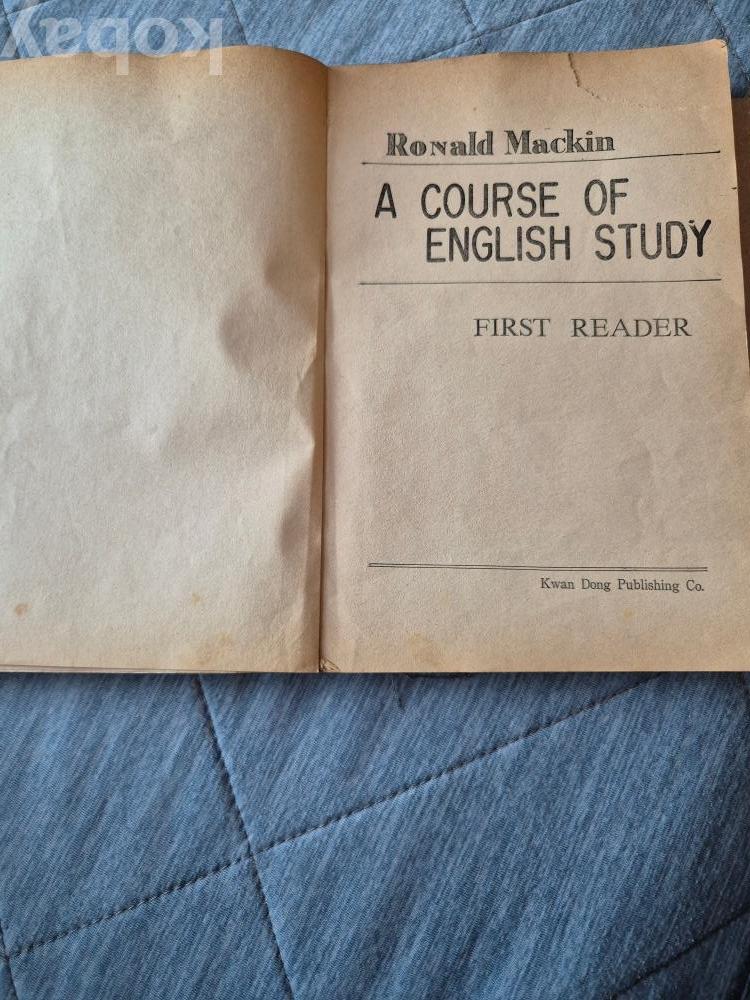 kobay
Ronald Mackin
A COURSE OF
ENGLISH STUDY
FIRST READER
Kwan Dong Publishing Co.